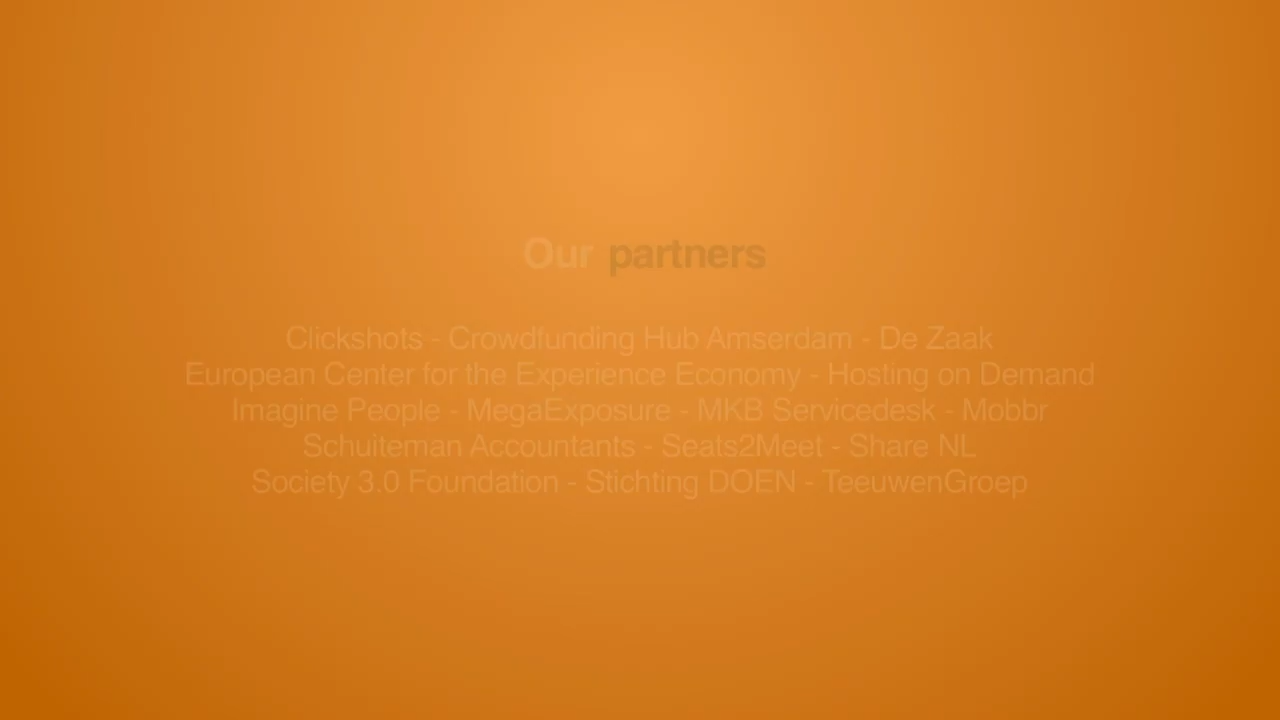 Our partners
Clickshots - Crowdfunding Hub Amsterdam - De Zaak
European Center for the Experience Economy - Hosting on Demand
Imagine People - MegaExposure - MKB Servicedesk - Mobbr
Schuiteman Accountants - Seats2Meet - Share NL
Society 3.0 Foundation - Stichting DOEN - TeeuwenGroep